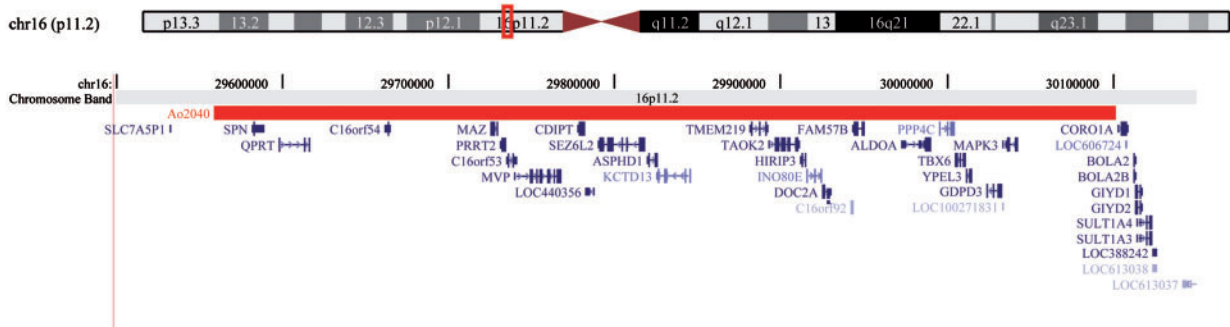 chr16 (p11.2) p13.3 13.2 12.3 p12.1 16p11.2 q11.2 q12.1 13 16q21 22.1 q23.1
chr16: 29600000 29700000 29800000 29900000 30000000 30100000
Chromosome Band 16p11.2
Ao2040
SLC7A5P1 SPN C16orf54 MAZ CDIPT TMEM219 FAM57B PPP4C CORO1A
QPRT PRRT2 SEZ6L2 TAOK2 ALDOA MAPK3 LOC606724
C16orf53 ASPHD1 HIRIP3 TBX6 BOLA2
MVP KCTD13 INO80E YPEL3 BOLA2B
LOC440356 DOC2A GDPD3 GIYD1
C16orf92 LOC100271831 GIYD2
SULT1A4
SULT1A3
LOC388242
LOC613038
LOC613037